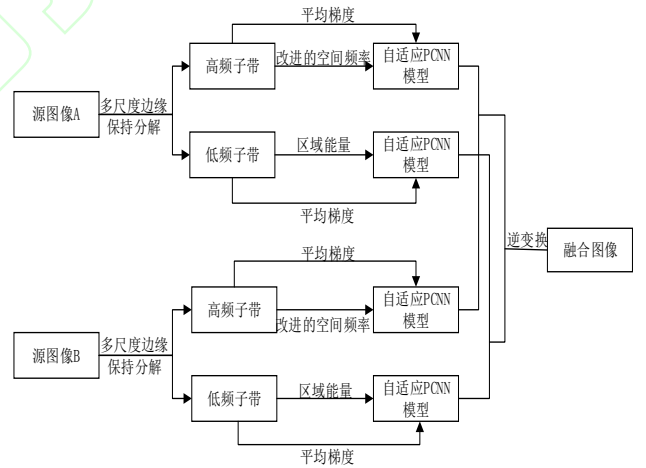 平均梯度
高频子带
改进的空间频率
自适应PCNN
模型
源图像A
多尺度边缘
保持分解
低频子带
区域能量
自适应PCNN
模型
平均梯度
逆变换
融合图像
平均梯度
高频子带
改进的空间频率
自适应PCNN
模型
源图像B
多尺度边缘
保持分解
低频子带
区域能量
自适应PCNN
模型
平均梯度